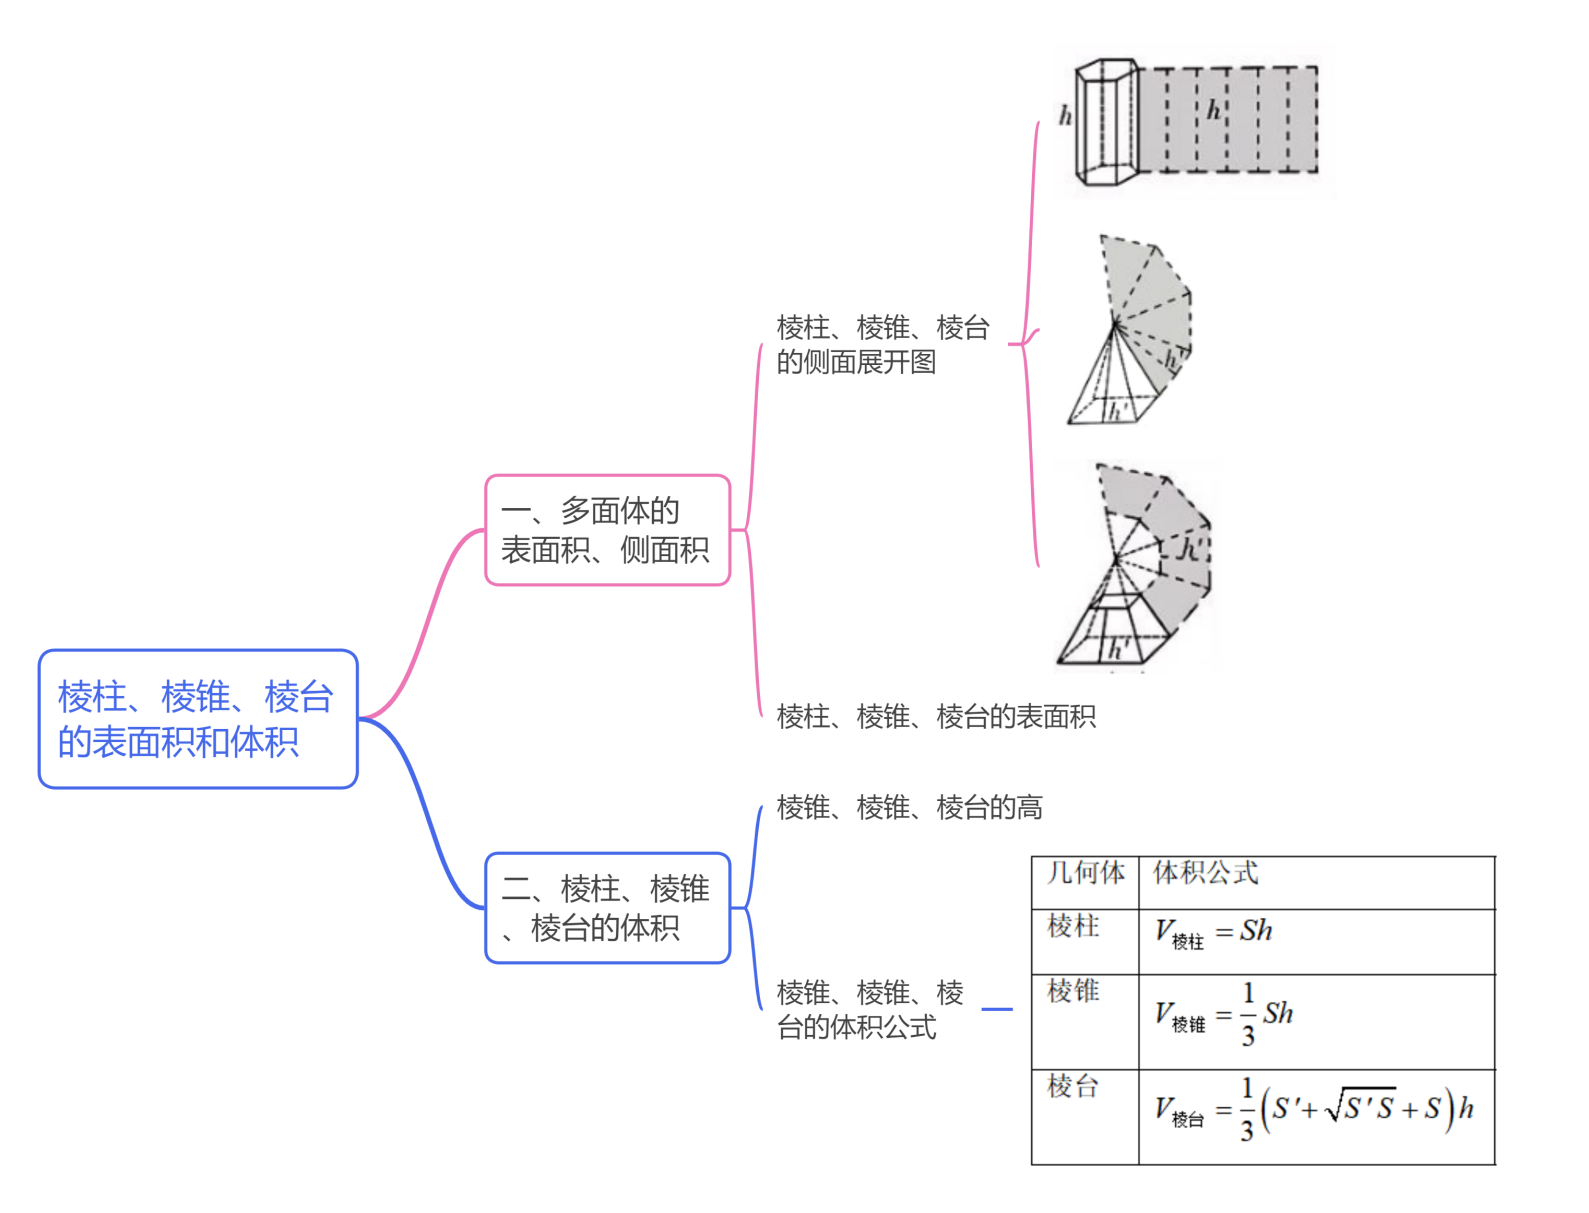 棱柱、棱锥、棱台
的表面积和体积
一、多面体的
表面积、侧面积
棱柱、棱锥、棱台
的侧面展开图
h
h
h'
h'
h'
h'
棱柱、棱锥、棱台的表面积
二、棱柱、棱锥
、棱台的体积
棱锥、棱锥、棱台的高
棱锥、棱锥、棱
台的体积公式
几何体 体积公式
棱柱 V棱柱 = Sh
棱锥 V棱锥 = 1/3 Sh
棱台 V棱台 = 1/3 (S'+√S'S + S)h